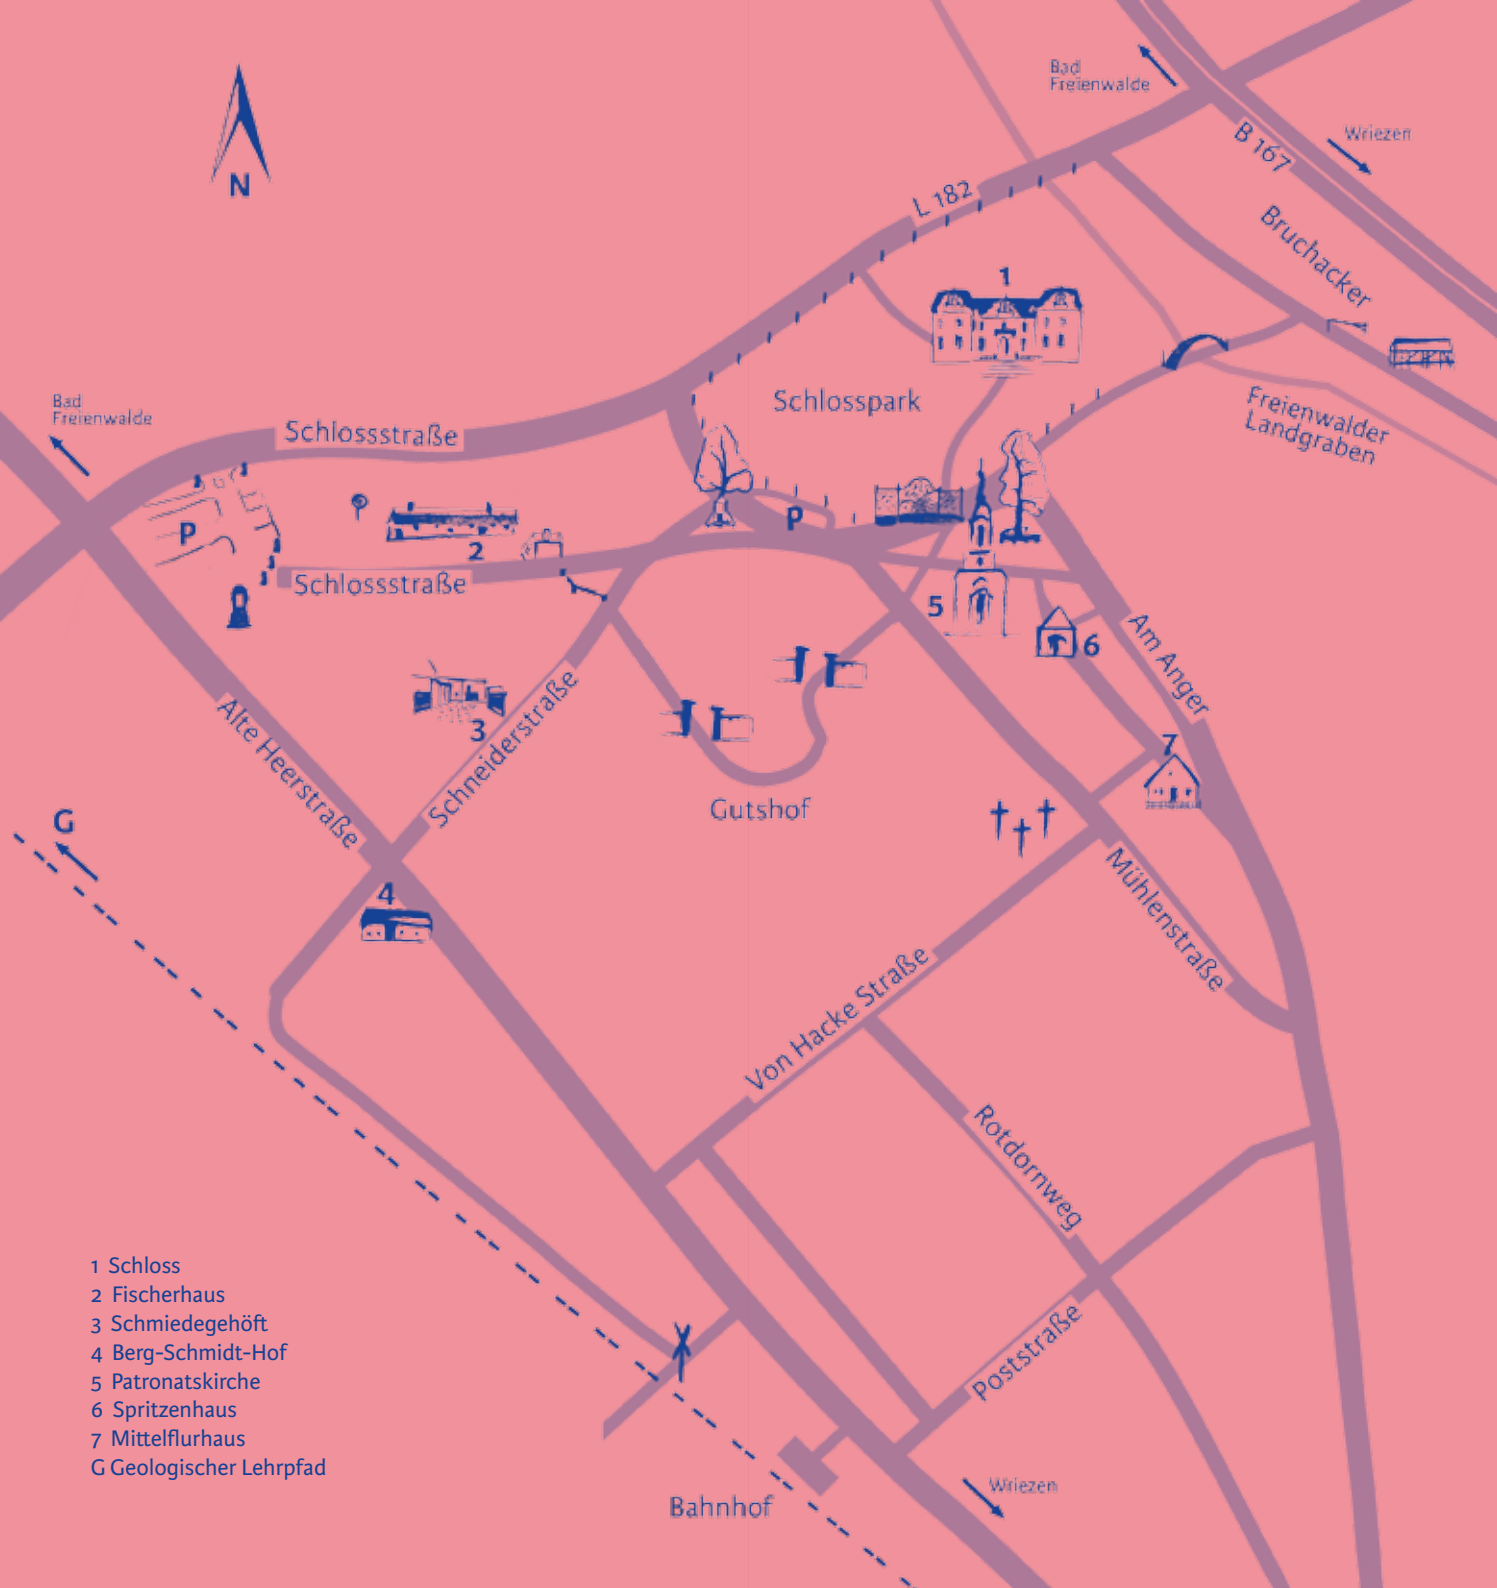 N
Bad
Freienwalde
Wriezen
B 167
L 182
Bruchacker
1
Freienwalder
Landgraben
Schlosspark
Bad
Freienwalde
Schlossstraße
P
2
P
Schlossstraße
5
6
Am Anger
3
Schneiderstraße
Alte Heerstraße
7
Gutshof
G
4
Mühlenstraße
Von Hacke Straße
Rotdornweg
Poststraße
Bahnhof
Wriezen
1 Schloss
2 Fischerhaus
3 Schmiedegehöft
4 Berg-Schmidt-Hof
5 Patronatskirche
6 Spritzenhaus
7 Mittelflurhaus
G Geologischer Lehrpfad